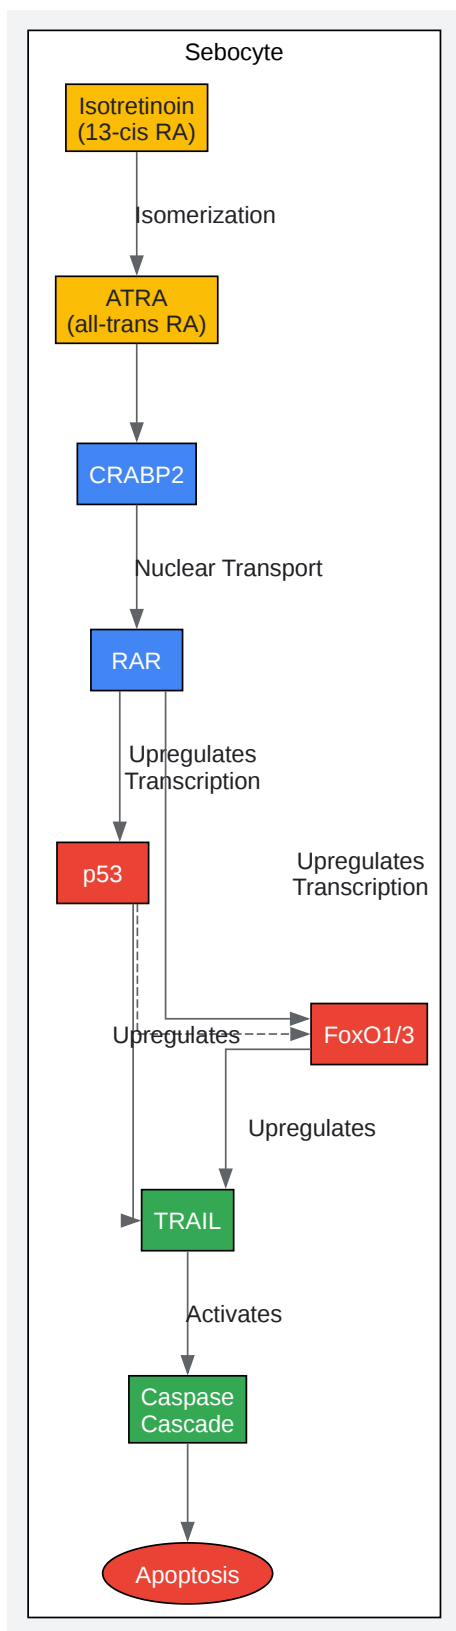 Sebocyte
Isotretinoin
(13-cis RA)
Isomerization
ATRA
(all-trans RA)
CRABP2
Nuclear Transport
RAR
Upregulates
Transcription
p53
Upregulates
Transcription
Upregulates
FoxO1/3
Upregulates
TRAIL
Activates
Caspase
Cascade
Apoptosis